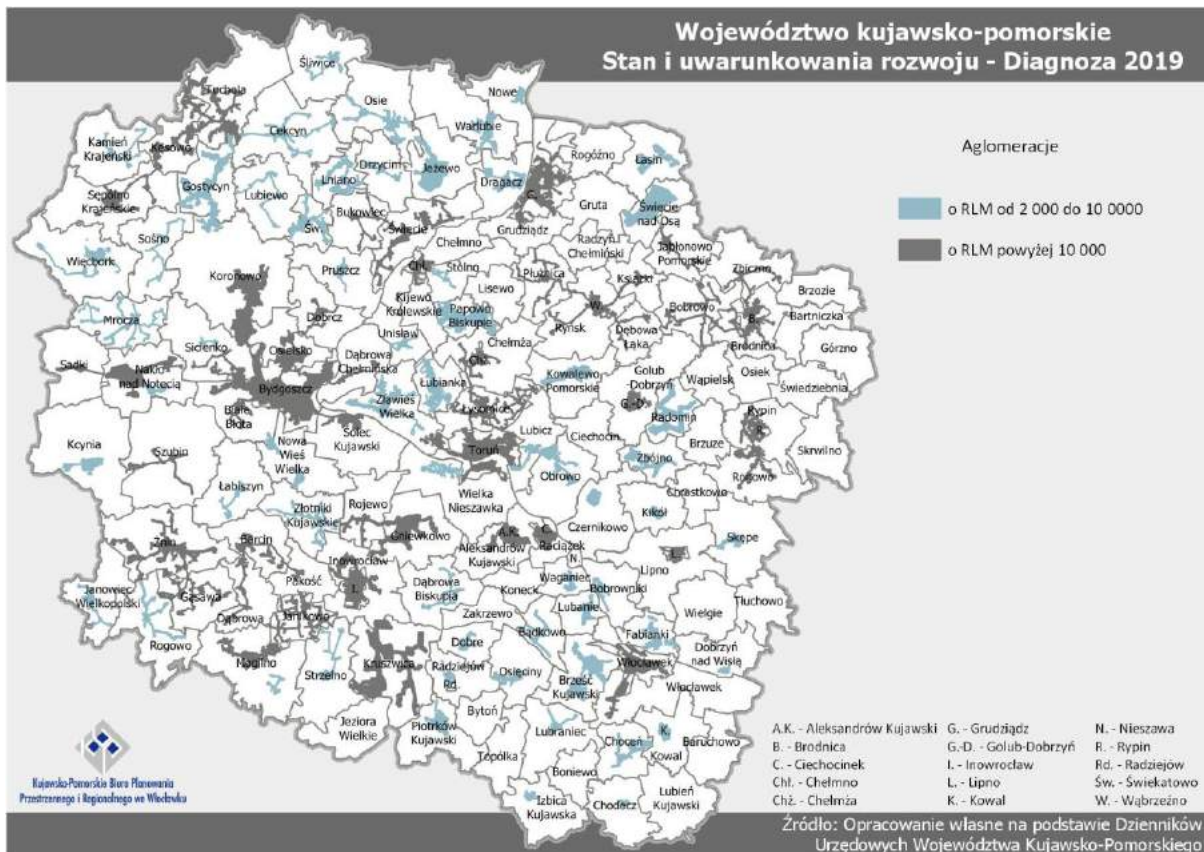 Województwo kujawsko-pomorskie
Stan i uwarunkowania rozwoju - Diagnoza 2019
Aglomeracje
o RLM od 2 000 do 10 0000
o RLM powyżej 10 000
Śliwice
Tuchola
Osie
Nowe
Cekcyn
Warlubie
Kamień
Krajeński
Kęsowo
Rogóźno
Łasin
Drzycim
Jeżewo
Lniano
Dragacz
G.
Gostycyn
Lubiewo
Sępólno
Krajeńskie
Gruta
Świecie
nad Osą
Bukowiec
Świecie
Św.
Grudziądz
Sośno
Chełmno
Radzyń
Chełmiński
Jabłonowo
Pomorskie
Więcbork
Koronowo
Pruszcz
Chł.
Stolno
Płużnica
Książki
Zbiczno
Lisewo
Brzozie
Kijewo
Królewskie
Papowo
Biskupie
W.
Bobrowo
Bartniczka
Mrocza
Dobrcz
B.
Ryńsk
Dębowa
Łąka
Brodnica
Unisław
Chełmża
Górzno
Sicienko
Osielsko
Dąbrowa
Chełmińska
Chż.
Sadki
Nakło
nad Notecią
Kowalewo
Pomorskie
Golub
-Dobrzyń
Wąpielsk
Osiek
Świedziebnia
Bydgoszcz
Łubianka
G.-D.
Zławieś
Wielka
Łysomice
Radomin
Rypin
Białe
Błota
Solec
Kujawski
Lubicz
Ciechocin
Brzuze
R.
Kcynia
Nowa
Wieś
Wielka
Toruń
Skrwilno
Szubin
Zbójno
Rogowo
Obrowo
Łabiszyn
Wielka
Nieszawka
Chrostkowo
Złotniki
Kujawskie
Rojewo
Kikół
Czernikowo
Gniewkowo
A.K.
C.
Raciążek
Skępe
Żnin
Barcin
Aleksandrów
Kujawski
Inowrocław
N.
L.
Lipno
Janowiec
Wielkopolski
Pakość
I.
Dąbrowa
Biskupia
Koneck
Waganiec
Bobrowniki
Gąsawa
Tłuchowo
Dąbrowa
Janikowo
Zakrzewo
Lubanie
Wielgie
Rogowo
Bądkowo
Fabianki
Dobre
Dobrzyń
nad Wisłą
Mogilno
Strzelno
Kruszwica
Radziejów
Rd.
Osięciny
Brześć
Kujawski
Włocławek
Włocławek
Bytoń
Jeziora
Wielkie
Piotrków
Kujawski
Lubraniec
K.
Choceń
Kowal
Baruchowo
Topólka
Boniewo
Lubień
Kujawski
Izbica
Kujawska
Chodecz
A.K. - Aleksandrów Kujawski
B. - Brodnica
C. - Ciechocinek
Chł. - Chełmno
Chż. - Chełmża
G. - Grudziądz
G.-D. - Golub-Dobrzyń
I. - Inowrocław
L. - Lipno
K. - Kowal
N. - Nieszawa
R. - Rypin
Rd. - Radziejów
Św. - Świekatowo
W. - Wąbrzeźno
Kujawsko-Pomorskie Biuro Planowania
Przestrzennego i Regionalnego we Włocławku
Źródło: Opracowanie własne na podstawie Dzienników
Urzędowych Województwa Kujawsko-Pomorskiego